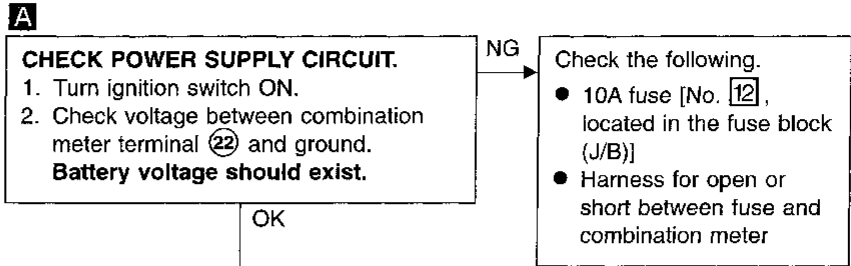 A
CHECK POWER SUPPLY CIRCUIT.
1. Turn ignition switch ON.
2. Check voltage between combination
meter terminal 22 and ground.
Battery voltage should exist.
OK
NG
Check the following.
● 10A fuse [No. 12 ,
located in the fuse block
(J/B)]
● Harness for open or
short between fuse and
combination meter